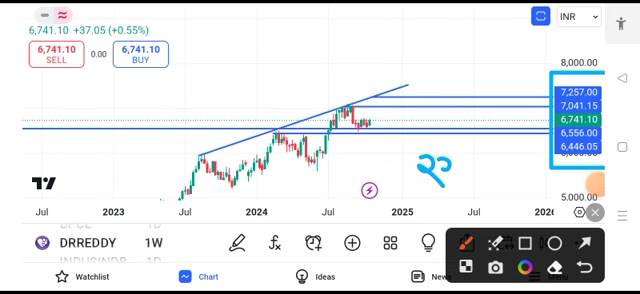 INR
6,741.10 +37.05 (+0.55%)
6,741.10
SELL
0.00
6,741.10
BUY
8,000.00
7,257.00
7,041.15
6,741.10
6,556.00
6,446.05
5,000.00
Jul 2023 Jul 2024 Jul 2025 Jul 2026
DRREDDY 1W
Watchlist Chart Ideas News